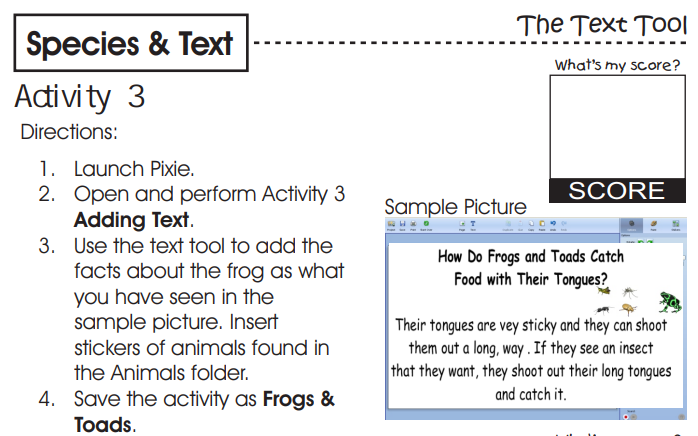 The Text Tool
Species & Text
What's my score?
Activity 3
Directions:
SCORE
1. Launch Pixie.
2. Open and perform Activity 3
Adding Text.
3. Use the text tool to add the
facts about the frog as what
you have seen in the
sample picture. Insert
stickers of animals found in
the Animals folder.
4. Save the activity as Frogs &
Toads.
Sample Picture
How Do Frogs and Toads Catch
Food with Their Tongues?
Their tongues are vey sticky and they can shoot
them out a long, way . If they see an insect
that they want, they shoot out their long tongues
and catch it.